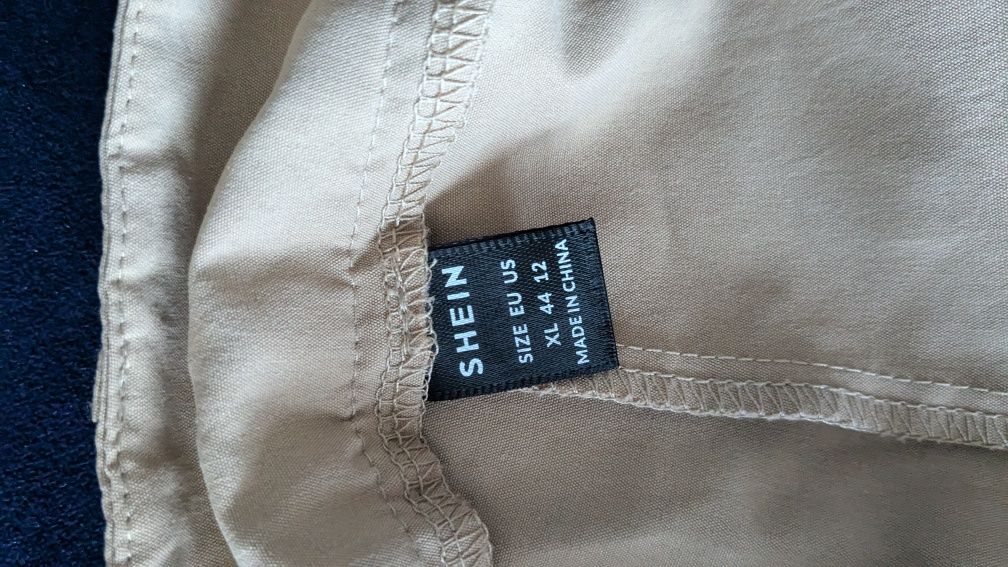 SHEIN
SIZE EU US
XL 44 12
MADE IN CHINA